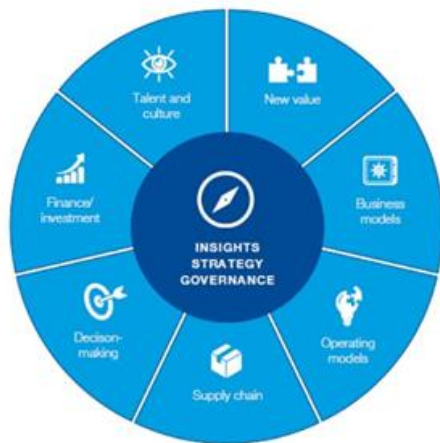 Talent and
culture
New value
Finance/
investment
Business
models
INSIGHTS
STRATEGY
GOVERNANCE
Decison-
making
Operating
models
Supply chain